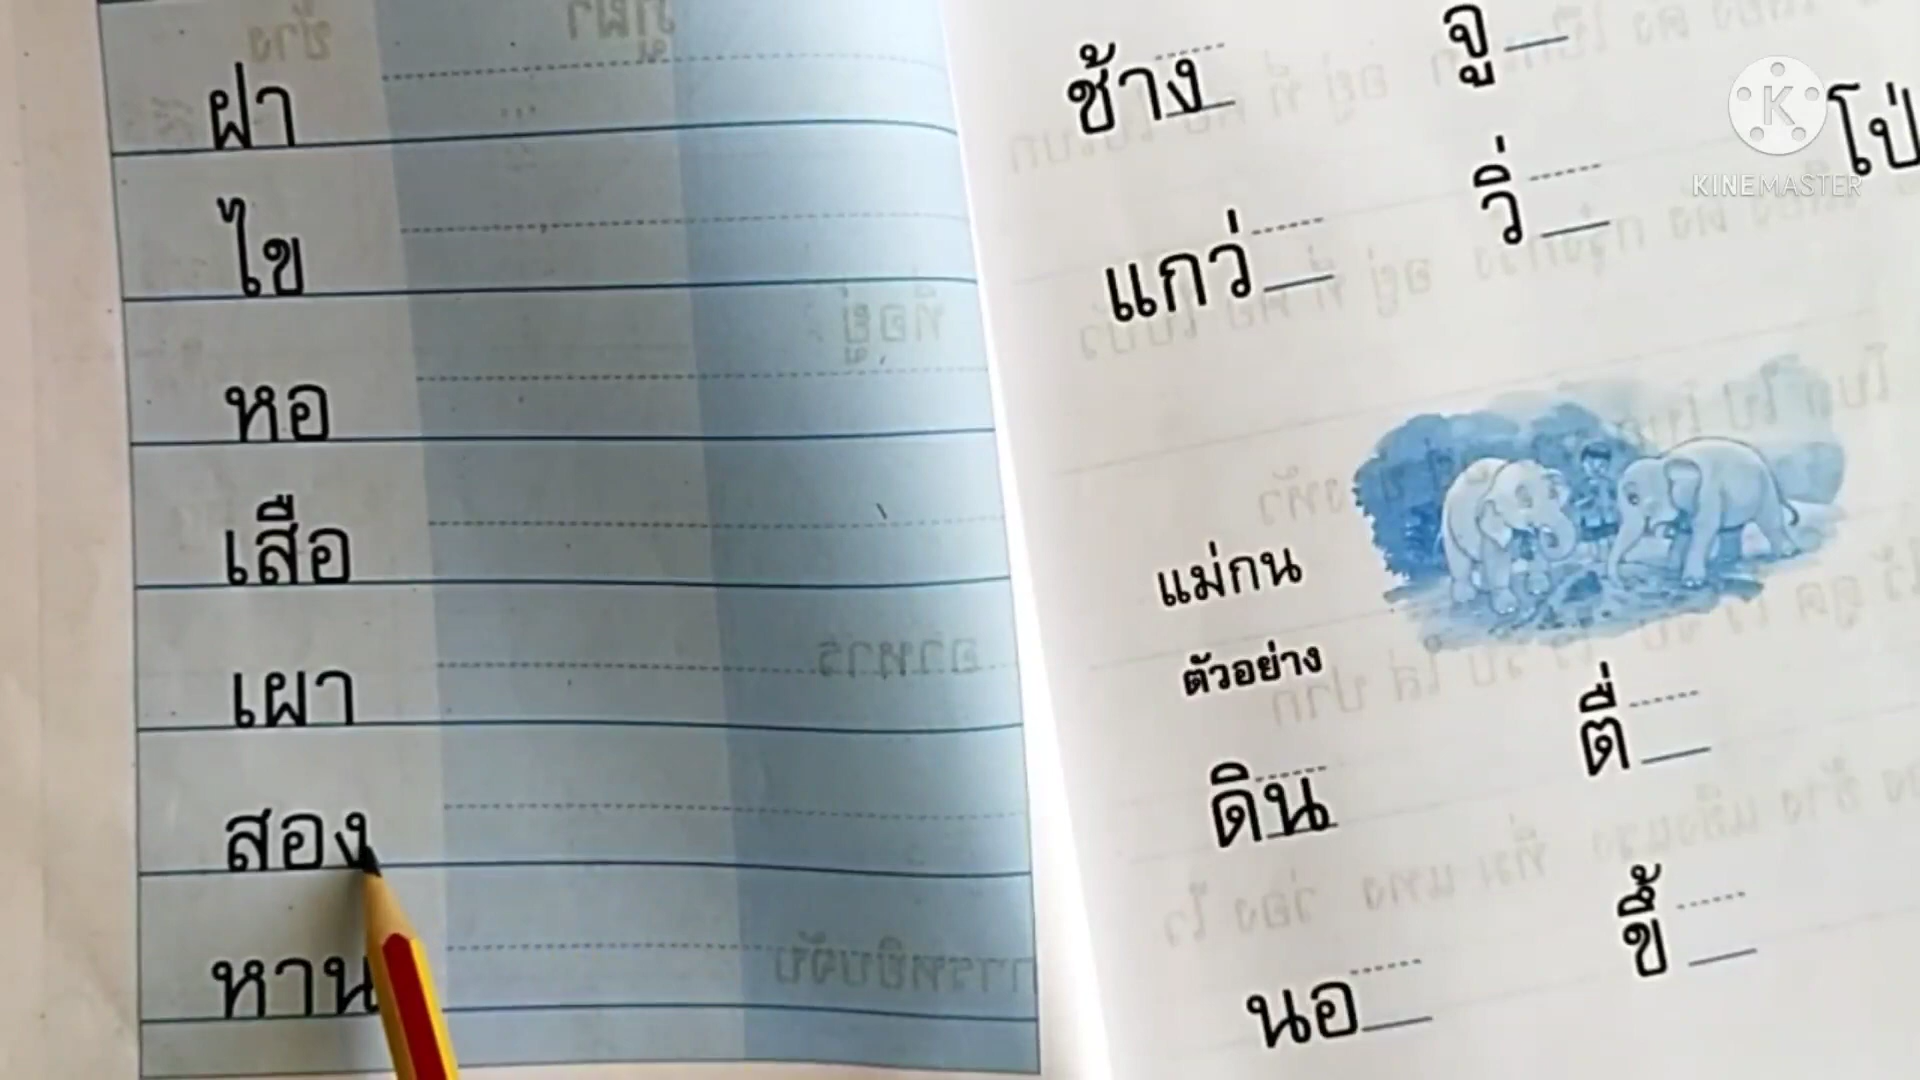 ฝา
ไข
หอ
เสือ
เผา
สอง
หาน
ช้าง
จู
โป่
แกว่
วิ่
แม่กน
ตัวอย่าง
ดิน
ตื่
นอ
ขึ้
KINEMASTER